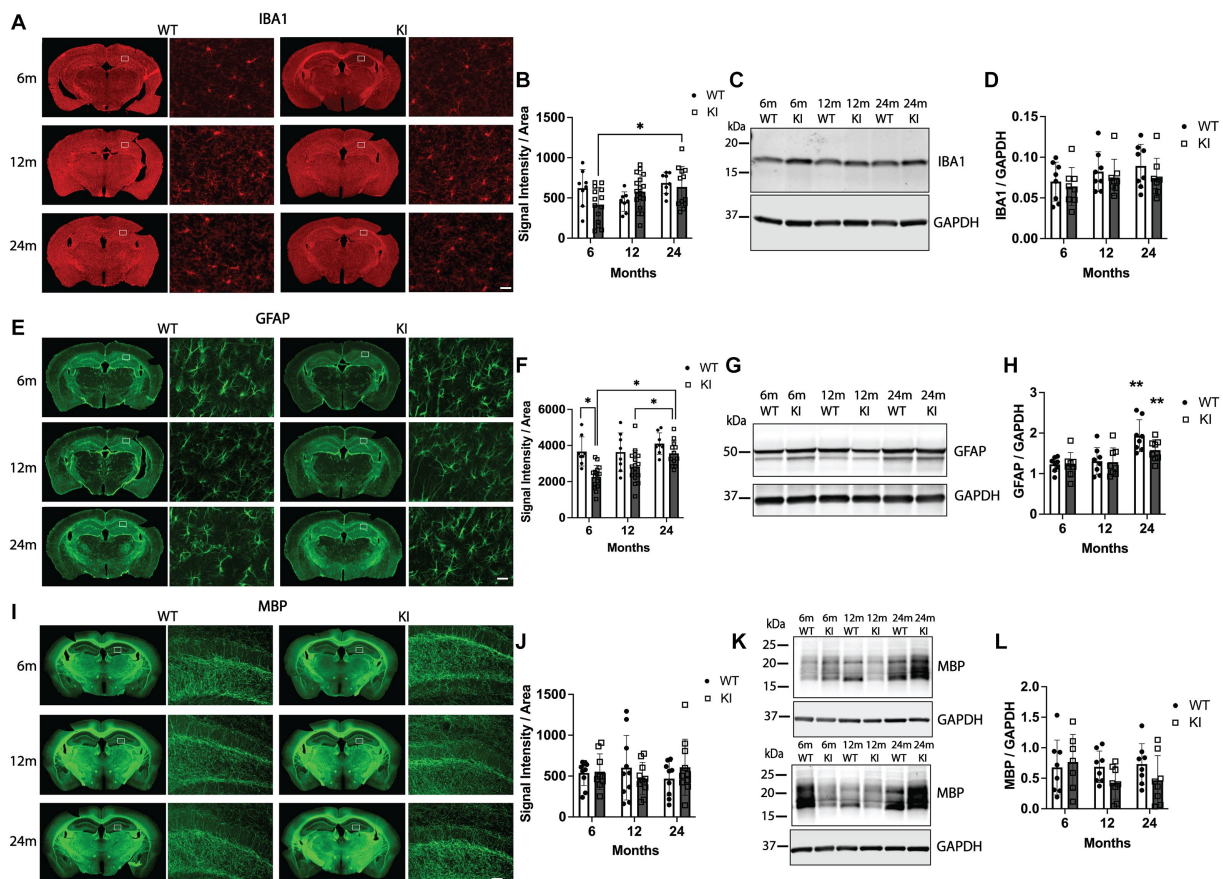 A
IBA1
WT
KI
6m
12m
24m
B
WT
KI
*
Signal Intensity / Area
1500
1000
500
0
6
12
24
Months
C
6m 6m 12m 12m 24m 24m
WT KI WT KI WT KI
kDa
20
15
IBA1
37
GAPDH
D
WT
KI
IBA1 / GAPDH
0.15
0.10
0.05
0.00
6
12
24
Months
E
GFAP
WT
KI
6m
12m
24m
F
WT
KI
*
* *
Signal Intensity / Area
6000
4000
2000
0
6
12
24
Months
G
6m 6m 12m 12m 24m 24m
WT KI WT KI WT KI
kDa
50
GFAP
37
GAPDH
H
WT
KI
**
**
GFAP / GAPDH
4
3
2
1
0
6
12
24
Months
I
MBP
WT
KI
6m
12m
24m
J
WT
KI
Signal Intensity / Area
1500
1000
500
0
6
12
24
Months
K
6m 6m 12m 12m 24m 24m
WT KI WT KI WT KI
kDa
25
20
15
MBP
37
GAPDH
6m 6m 12m 12m 24m 24m
WT KI WT KI WT KI
kDa
25
20
15
MBP
37
GAPDH
L
WT
KI
MBP / GAPDH
2.0
1.5
1.0
0.5
0.0
6
12
24
Months